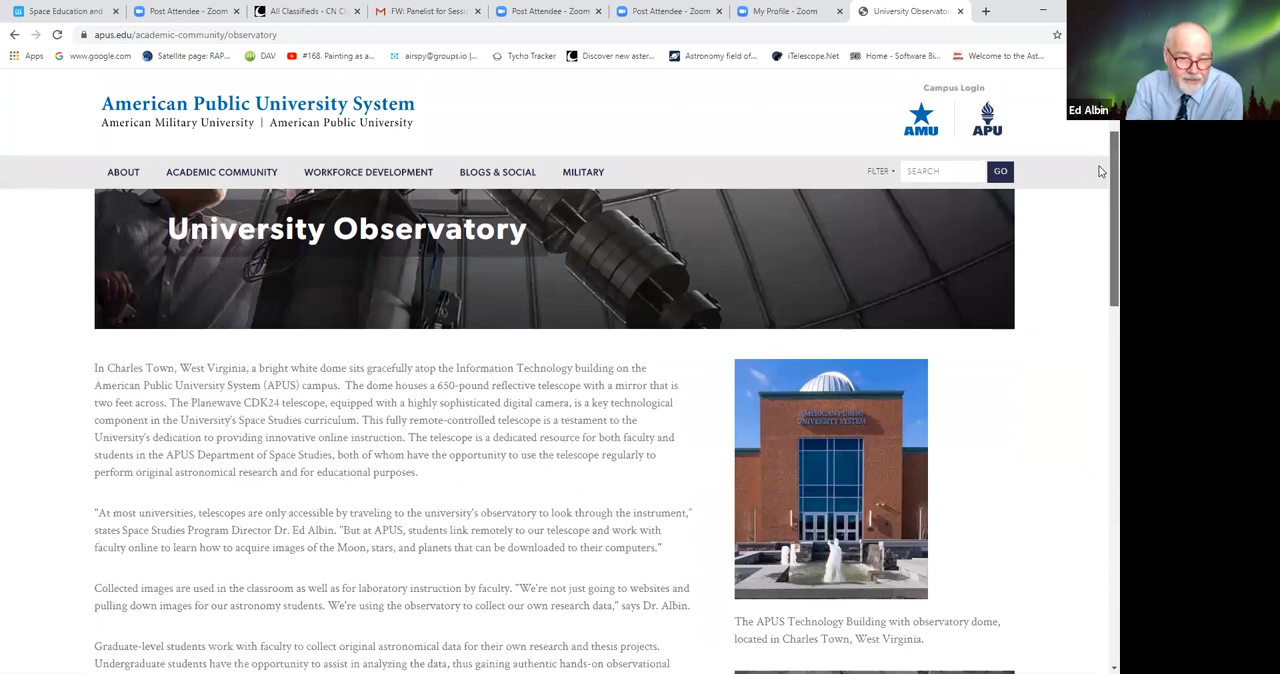 Space Education and
Post Attendee - Zoom
All Classifieds - CN C
FW: Panelist for Sessi
Post Attendee - Zoom
Post Attendee - Zoom
My Profile - Zoom
University Observato
apus.edu/academic-community/observatory
Apps
www.google.com
Satellite page: RAP...
DAV
#168. Painting as a...
airspy@groups.io |...
Tycho Tracker
Discover new aster...
Astronomy field of...
iTelescope.Net
Home - Software Bi...
Welcome to the Ast...
Ed Albin
American Public University System
American Military University | American Public University
Campus Login
AMU
APU
ABOUT
ACADEMIC COMMUNITY
WORKFORCE DEVELOPMENT
BLOGS & SOCIAL
MILITARY
FILTER
SEARCH
GO
University Observatory
In Charles Town, West Virginia, a bright white dome sits gracefully atop the Information Technology building on the
American Public University System (APUS) campus. The dome houses a 650-pound reflective telescope with a mirror that is
two feet across. The Planewave CDK24 telescope, equipped with a highly sophisticated digital camera, is a key technological
component in the University's Space Studies curriculum. This fully remote-controlled telescope is a testament to the
University's dedication to providing innovative online instruction. The telescope is a dedicated resource for both faculty and
students in the APUS Department of Space Studies, both of whom have the opportunity to use the telescope regularly to
perform original astronomical research and for educational purposes.
"At most universities, telescopes are only accessible by traveling to the university's observatory to look through the instrument,"
states Space Studies Program Director Dr. Ed Albin. "But at APUS, students link remotely to our telescope and work with
faculty online to learn how to acquire images of the Moon, stars, and planets that can be downloaded to their computers."
Collected images are used in the classroom as well as for laboratory instruction by faculty. "We're not just going to websites and
pulling down images for our astronomy students. We're using the observatory to collect our own research data," says Dr. Albin.
Graduate-level students work with faculty to collect original astronomical data for their own research and thesis projects.
Undergraduate students have the opportunity to assist in analyzing the data, thus gaining authentic hands-on observational
AMERICAN PUBLIC
UNIVERSITY SYSTEM
The APUS Technology Building with observatory dome,
located in Charles Town, West Virginia.